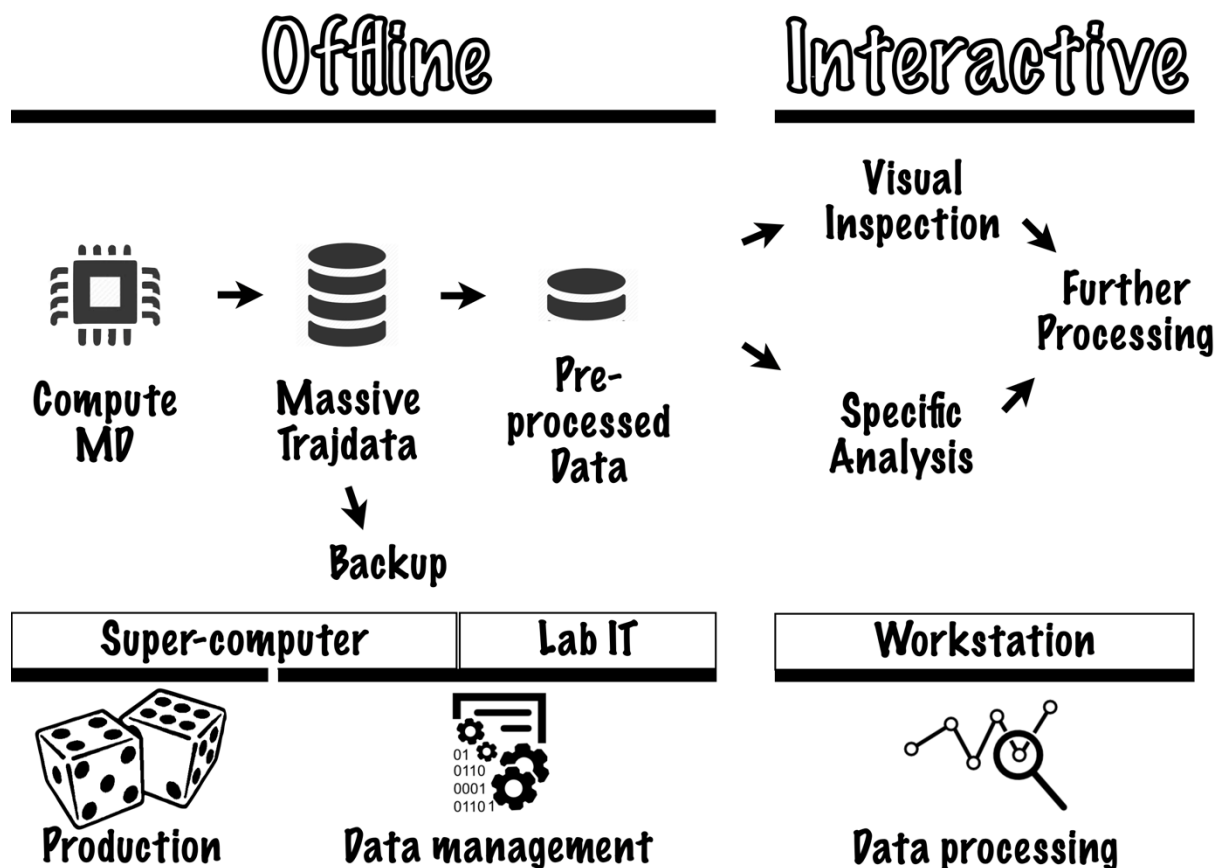 Offline
Interactive
Visual
Inspection
Further
Processing
Compute
MD
Massive
Trajdata
Pre-
processed
Data
Specific
Analysis
Backup
Super-computer
Lab IT
Workstation
01
0110
0001
01101
Production
Data management
Data processing